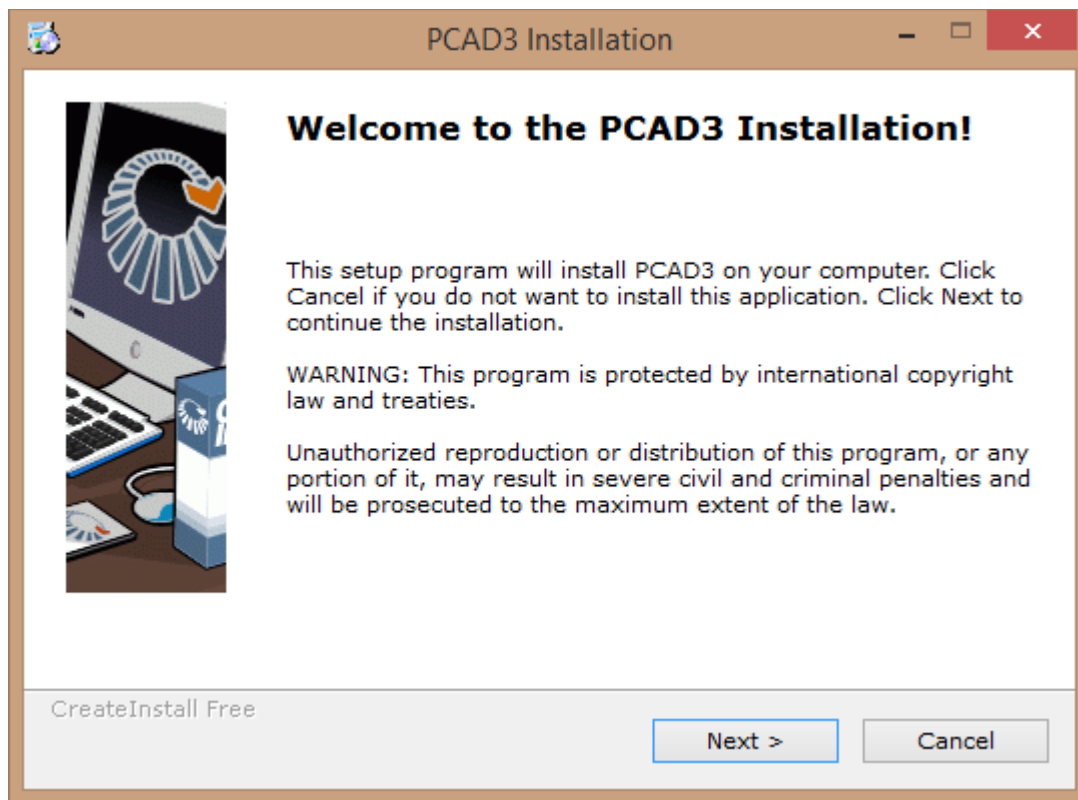 PCAD3 Installation
Welcome to the PCAD3 Installation!
This setup program will install PCAD3 on your computer. Click
Cancel if you do not want to install this application. Click Next to
continue the installation.
WARNING: This program is protected by international copyright
law and treaties.
Unauthorized reproduction or distribution of this program, or any
portion of it, may result in severe civil and criminal penalties and
will be prosecuted to the maximum extent of the law.
CreateInstall Free
Next >
Cancel